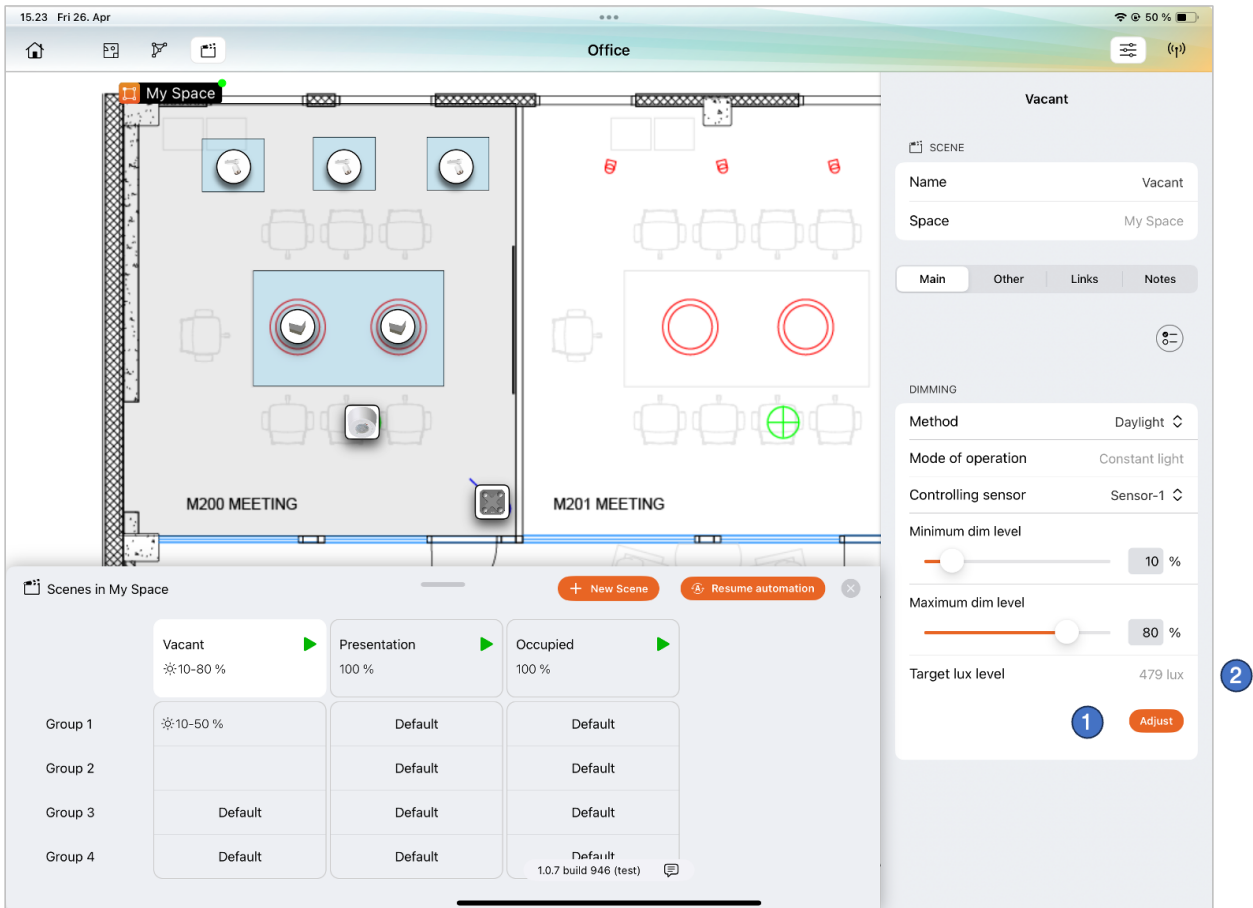 15.23 Fri 26. Apr
50 %
Office
My Space
M200 MEETING
M201 MEETING
Vacant
SCENE
Name Vacant
Space My Space
Main Other Links Notes
DIMMING
Method Daylight
Mode of operation Constant light
Controlling sensor Sensor-1
Minimum dim level
10 %
Maximum dim level
80 %
Target lux level 479 lux
2
1 Adjust
Scenes in My Space
+ New Scene
Resume automation
Vacant Presentation Occupied
10-80 % 100 % 100 %
Group 1 10-50 % Default Default
Group 2 Default Default
Group 3 Default Default Default
Group 4 Default Default Default
1.0.7 build 946 (test)